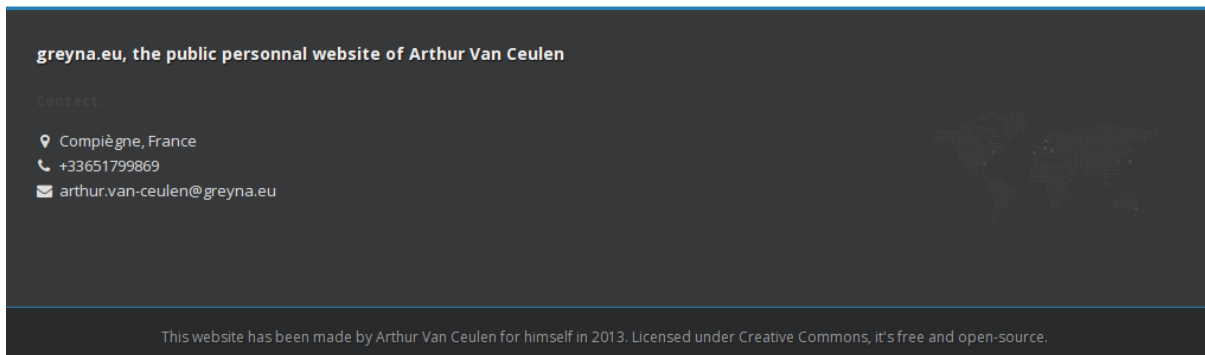 greyna.eu, the public personnal website of Arthur Van Ceulen
Contact:
Compiègne, France
+33651799869
arthur.van-ceulen@greyna.eu
This website has been made by Arthur Van Ceulen for himself in 2013. Licensed under Creative Commons, it's free and open-source.